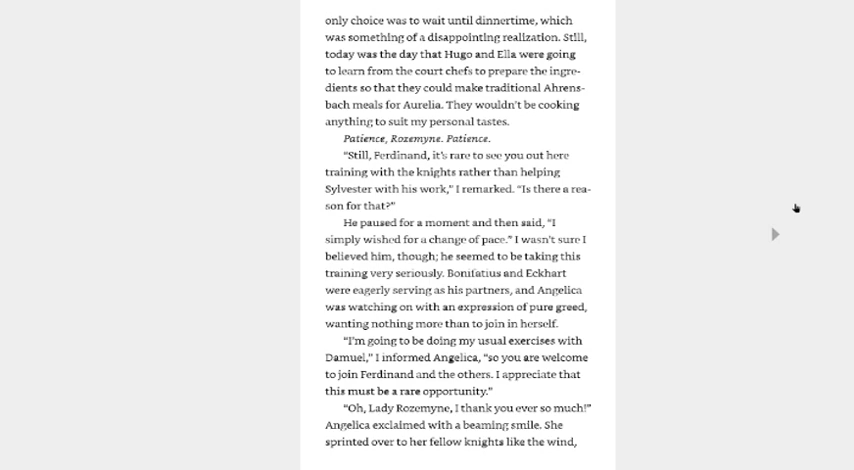 only choice was to wait until dinnertime, which
was something of a disappointing realization. Still,
today was the day that Hugo and Ella were going
to learn from the court chefs to prepare the ingre-
dients so that they could make traditional Ahrens-
bach meals for Aurelia. They wouldn't be cooking
anything to suit my personal tastes.
Patience, Rozemyne. Patience.
“Still, Ferdinand, it's rare to see you out here
training with the knights rather than helping
Sylvester with his work,” I remarked. “Is there a rea-
son for that?”
He paused for a moment and then said, “I
simply wished for a change of pace.” I wasn't sure I
believed him, though; he seemed to be taking this
training very seriously. Bonifatius and Eckhart
were eagerly serving as his partners, and Angelica
was watching on with an expression of pure greed,
wanting nothing more than to join in herself.
“I'm going to be doing my usual exercises with
Damuel,” I informed Angelica, “so you are welcome
to join Ferdinand and the others. I appreciate that
this must be a rare opportunity.”
“Oh, Lady Rozemyne, I thank you ever so much!”
Angelica exclaimed with a beaming smile. She
sprinted over to her fellow knights like the wind,